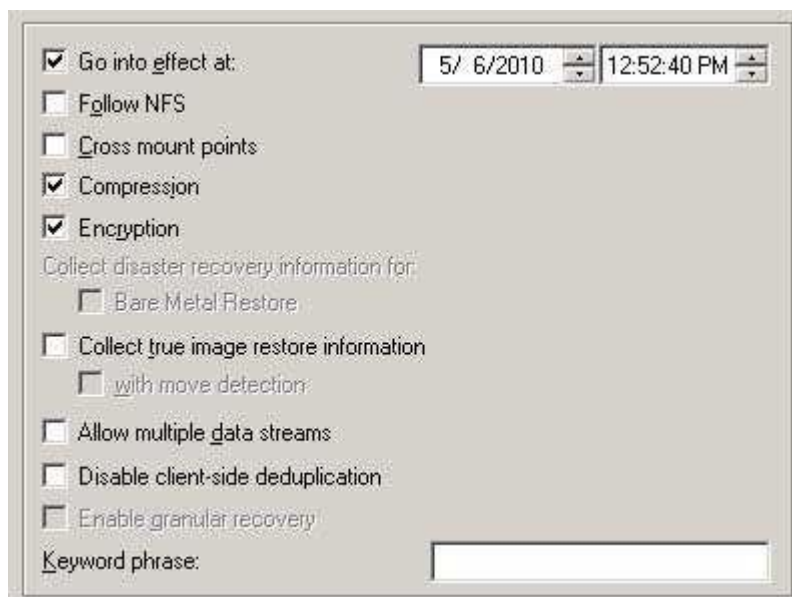 Go into effect at: 5/ 6/2010 12:52:40 PM
Follow NFS
Cross mount points
Compression
Encryption
Collect disaster recovery information for:
Bare Metal Restore
Collect true image restore information
with move detection
Allow multiple data streams
Disable client-side deduplication
Enable granular recovery
Keyword phrase: